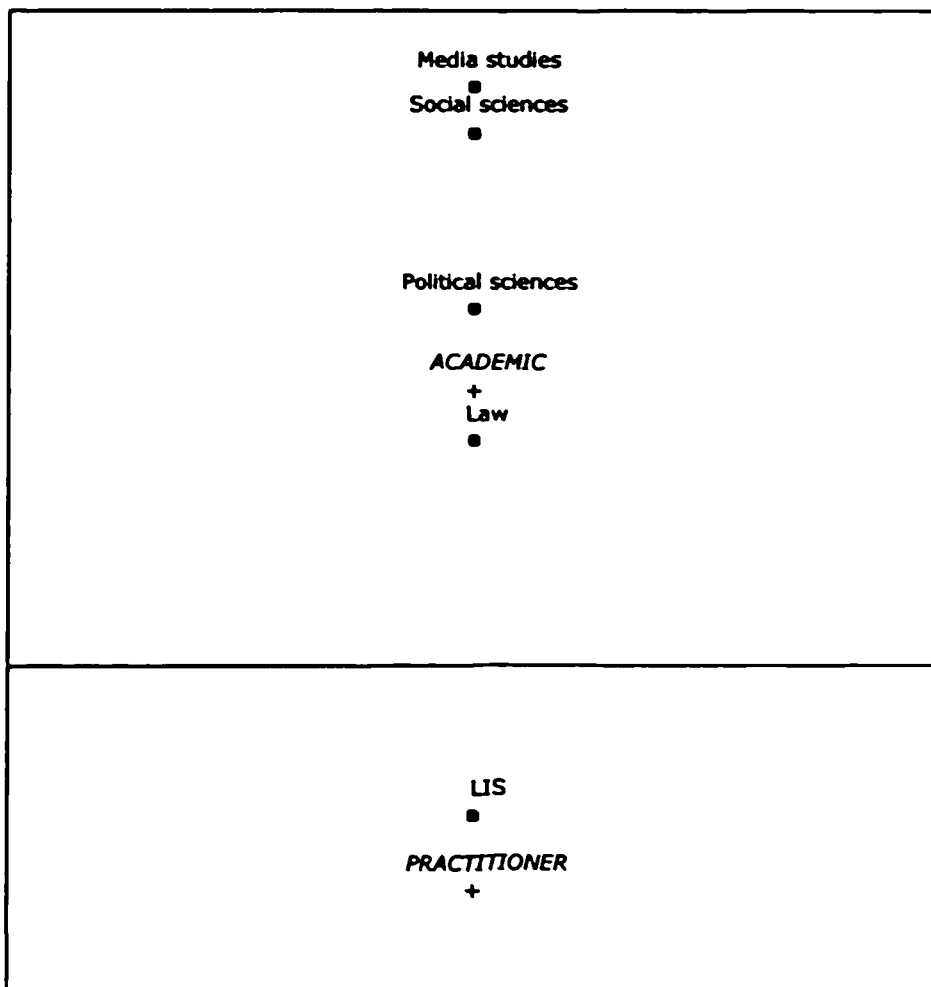 Media studies
Social sciences
Political sciences
ACADEMIC
+
Law
LIS
PRACTITIONER
+